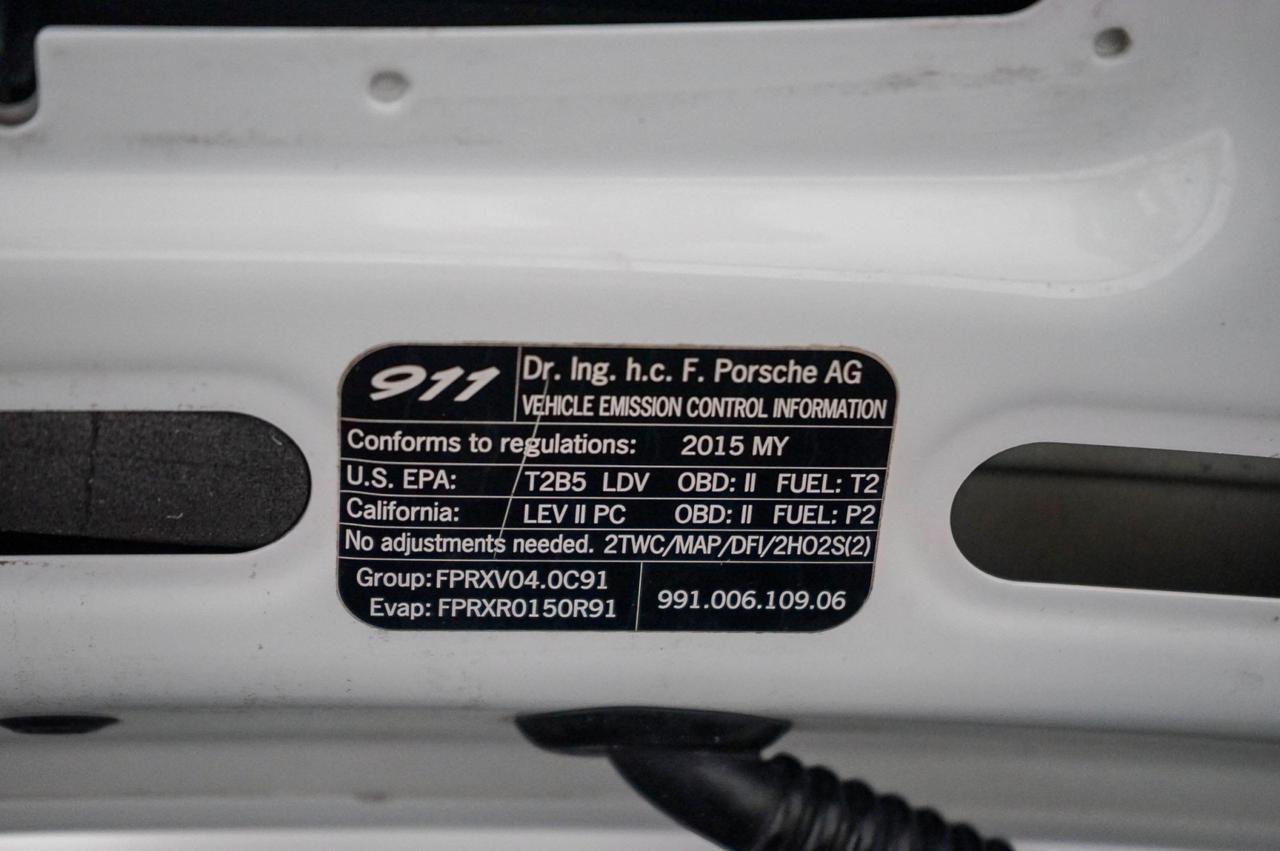 911
Dr. Ing. h.c. F. Porsche AG
VEHICLE EMISSION CONTROL INFORMATION
Conforms to regulations: 2015 MY
U.S. EPA: T2B5 LDV OBD: II FUEL: T2
California: LEV II PC OBD: II FUEL: P2
No adjustments needed. 2TWC/MAP/DFI/2HO2S(2)
Group: FPRXV04.0C91
Evap: FPRXR0150R91
991.006.109.06